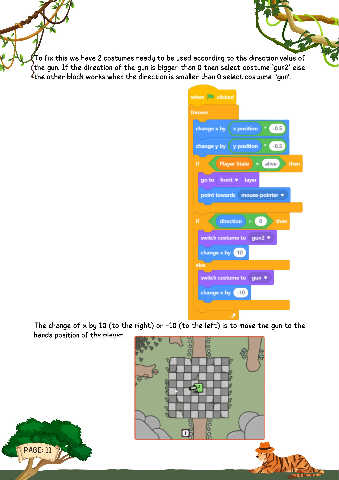 To fix this we have 2 costumes ready to be used according to the direction value of
the gun. If the direction of the gun is bigger than 0 then select costume 'gun2' else
the other block works when the direction is smaller than 0 select costume 'gun'.
when clicked
forever
change x by x position * -0.5
change y by y position * -0.5
if Player State = alive then
go to front layer
point towards mouse-pointer
if direction > 0 then
switch costume to gun2
change x by 10
else
switch costume to gun
change x by -10
The change of x by 10 (to the right) or -10 (to the left) is to move the gun to the
hands position of the player.
PAGE: 11